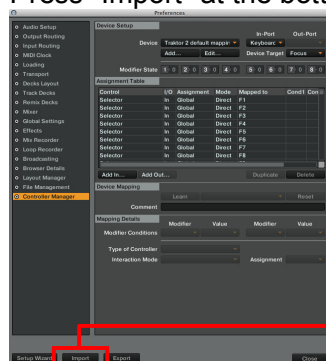 Press "Import" at the bott
Preferences
Audio Setup
Output Routing
Input Routing
MIDI Clock
Loading
Transport
Decks Layout
Track Decks
Remix Decks
Mixer
Global Settings
Effects
Mix Recorder
Loop Recorder
Broadcasting
Browser Details
Layout Manager
File Management
Controller Manager
Device Setup
In-Port Out-Port
Device Traktor 2 default mappin Keyboard
Add... Edit... Device Target Focus
Modifier State 1 0 2 0 3 0 4 0 5 0 6 0 7 0 8 0
Assignment Table
Control I/O Assignment Mode Mapped to Cond1 Con
Selector In Global Direct F1
Selector In Global Direct F2
Selector In Global Direct F3
Selector In Global Direct F4
Selector In Global Direct F5
Selector In Global Direct F6
Selector In Global Direct F7
Selector In Global Direct F8
Add In... Add Out... Duplicate Delete
Device Mapping
Learn Reset
Comment
Mapping Details
Modifier Value Modifier Value
Modifier Conditions
Type of Controller
Interaction Mode Assignment
Setup Wizard Import Export Close